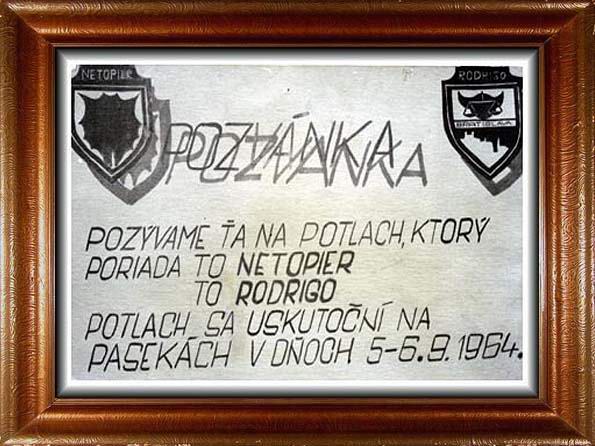 NETOPIER
RODRIGO
BRATISLAVA
POZVÁNKA
POZÝVAME ŤA NA POTLACH, KTORÝ
PORIADA TO NETOPIER
TO RODRIGO
POTLACH SA USKUTOČNÍ NA
PASEKÁCH V DŇOCH 5-6.9.1964.